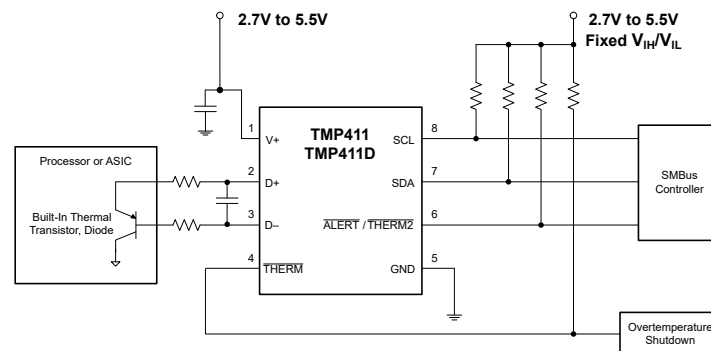 2.7V to 5.5V
2.7V to 5.5V
Fixed VIH/VIL
TMP411
TMP411D
1
V+
2
D+
3
D–
4
THERM
SCL
8
SDA
7
ALERT / THERM2
6
GND
5
Processor or ASIC
Built-In Thermal
Transistor, Diode
SMBus
Controller
Overtemperature
Shutdown